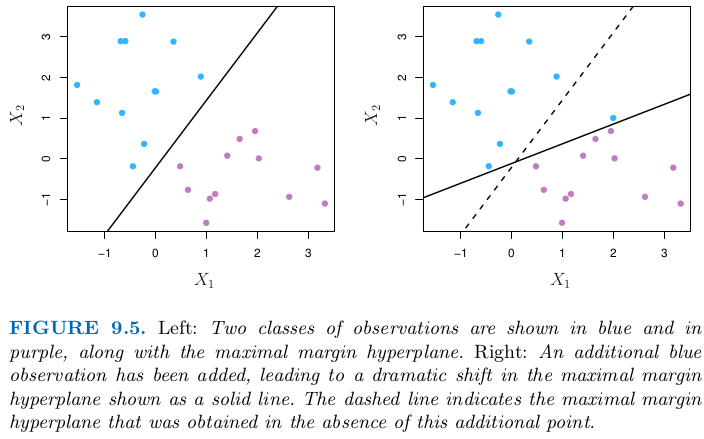 3
2
1
0
−1
X2
−1
0
1
2
3
X1
3
2
1
0
−1
X2
−1
0
1
2
3
X1
FIGURE 9.5. Left: Two classes of observations are shown in blue and in
purple, along with the maximal margin hyperplane. Right: An additional blue
observation has been added, leading to a dramatic shift in the maximal margin
hyperplane shown as a solid line. The dashed line indicates the maximal margin
hyperplane that was obtained in the absence of this additional point.